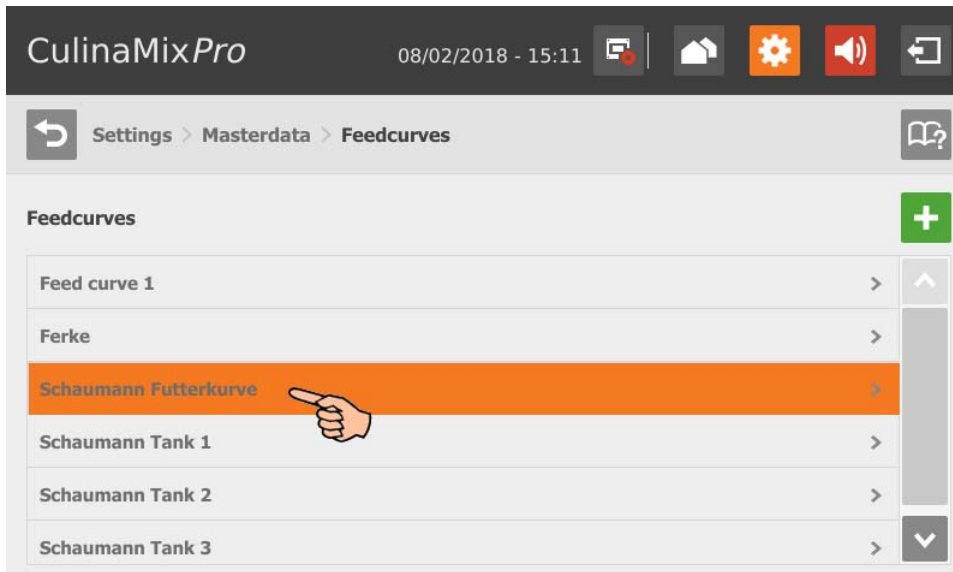 CulinaMixPro 08/02/2018 - 15:11
Settings > Masterdata > Feedcurves
?
Feedcurves
+
Feed curve 1 >
Ferke >
Schaumann Futterkurve >
Schaumann Tank 1 >
Schaumann Tank 2 >
Schaumann Tank 3 >